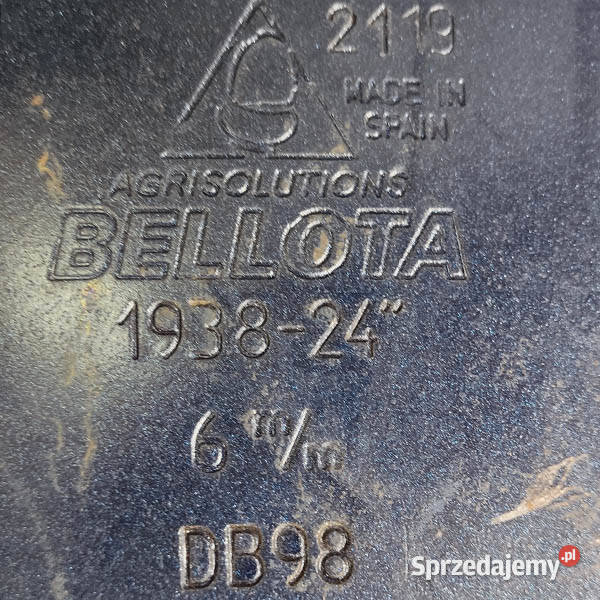 2119
MADE IN
SPAIN
AGRISOLUTIONS
BELLOTA
1938-24"
6 m/m
DB98
Sprzedajemy.pl